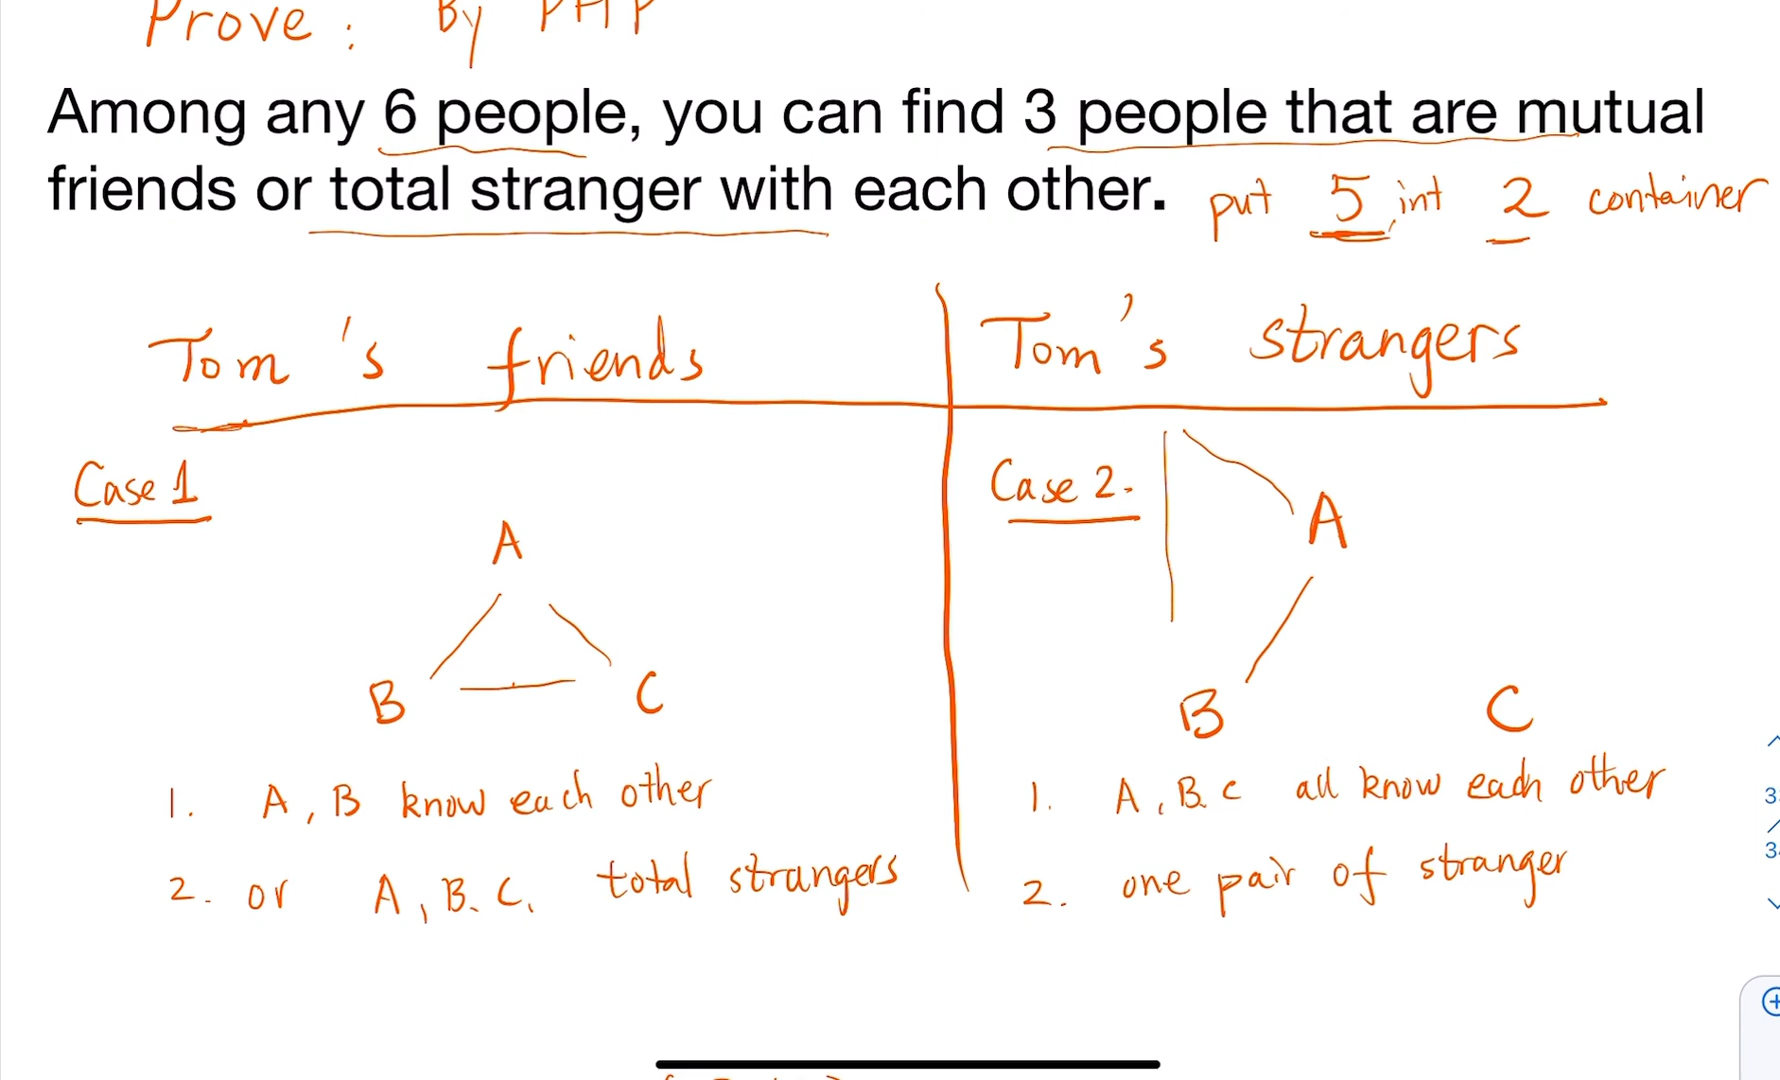 Prove : By PHP
Among any 6 people, you can find 3 people that are mutual
friends or total stranger with each other.
put 5 int 2 container
Tom's friends
Tom's strangers
Case 1
Case 2.
A
B
C
A
B
C
1. A, B know each other
2. or A, B. C. total strangers
1. A, B. C all know each other
2. one pair of stranger